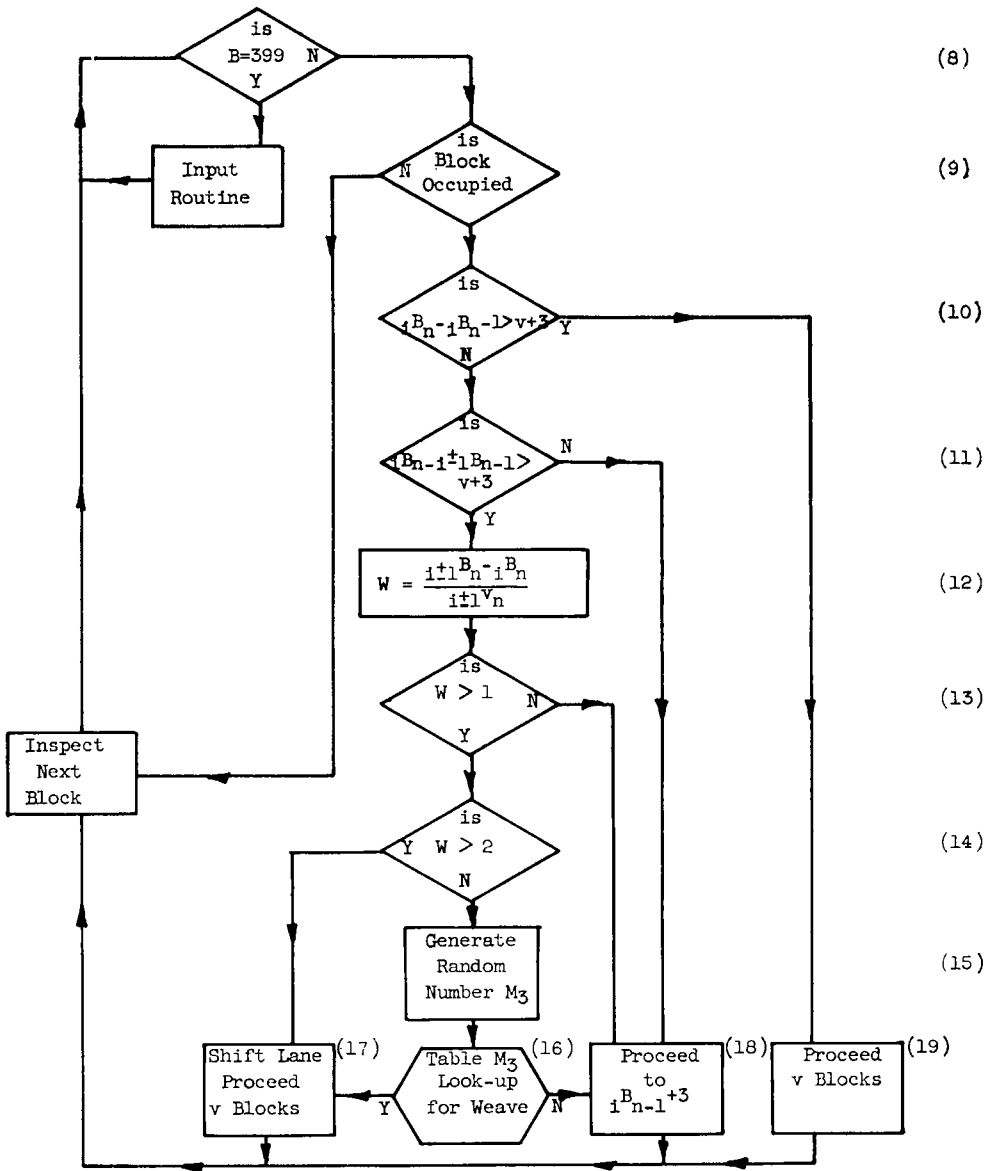 is
B=399
N
Y
(8)
Input
Routine
is
Block
Occupied
N
(9)
is
iBn-iBn-1>v+3
Y
N
(10)
is
iBn-i±1Bn-1>
v+3
N
Y
(11)
W = i±1Bn-iBn
i±1vn
(12)
is
W > 1
N
Y
(13)
Inspect
Next
Block
is
Y W > 2
N
(14)
Generate
Random
Number M3
(15)
Shift Lane
Proceed
v Blocks
(17)
Table M3
Look-up
for Weave
(16)
Y
N
Proceed
to
iBn-1+3
(18)
Proceed
v Blocks
(19)